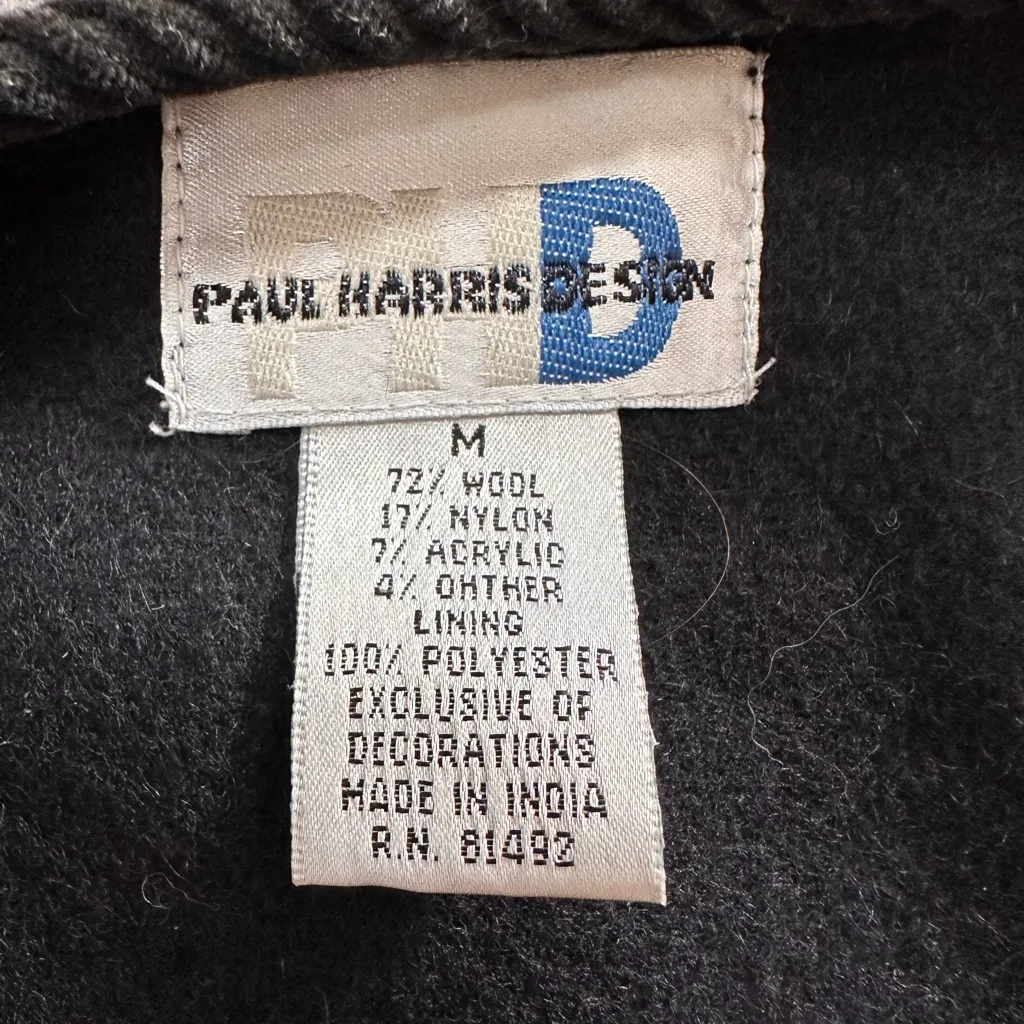 PHD
PAUL HARRIS DESIGN
M
72% WOOL
17% NYLON
7% ACRYLIC
4% OHTHER
LINING
100% POLYESTER
EXCLUSIVE OF
DECORATIONS
MADE IN INDIA
R.N. 81493